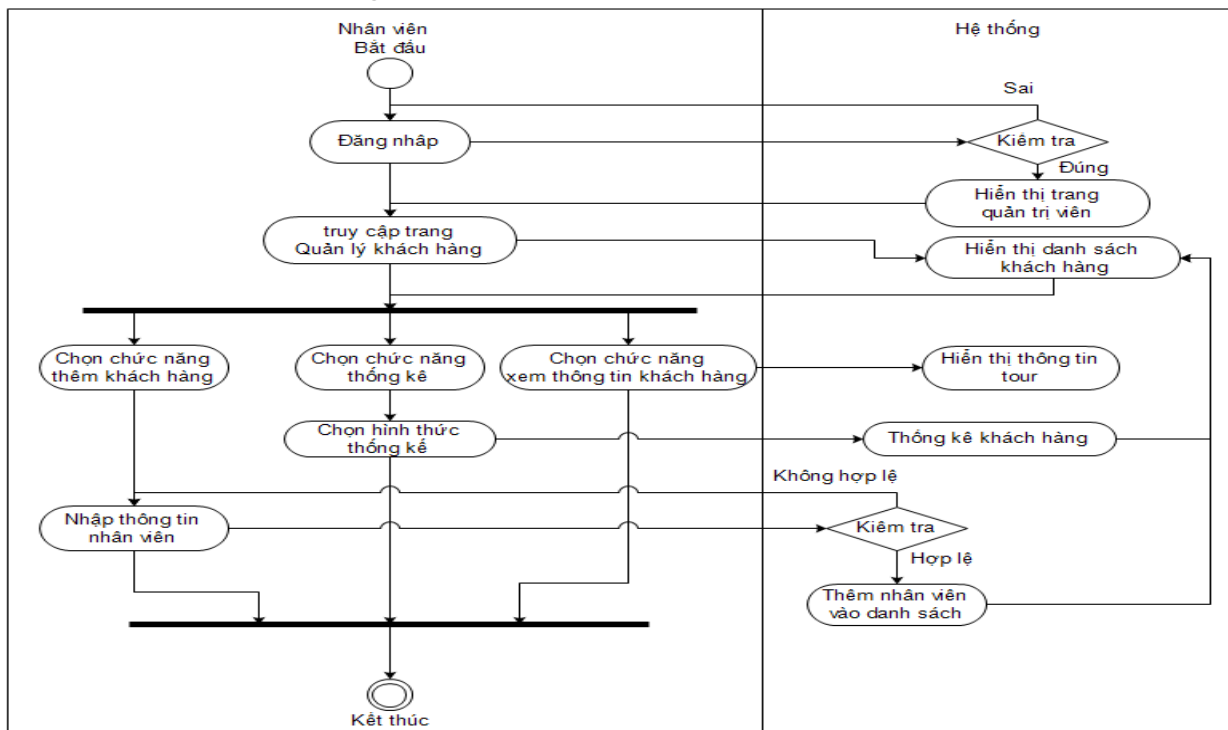 Nhân viên
Bắt đầu
Hệ thống
Sai
Đăng nhâp
Kiêm tra
Đúng
Hiển thị trang
quản trị viên
truy cập trang
Quản lý khách hàng
Hiển thị danh sách
khách hàng
Chọn chức năng
thêm khách hàng
Chọn chức năng
thống kê
Chọn chức năng
xem thông tin khách hàng
Hiển thị thông tin
tour
Chọn hình thức
thống kế
Thống kê khách hàng
Không hợp lệ
Nhập thông tin
nhân viên
Kiêm tra
Hợp lệ
Thêm nhân viên
vào danh sách
Kết thúc